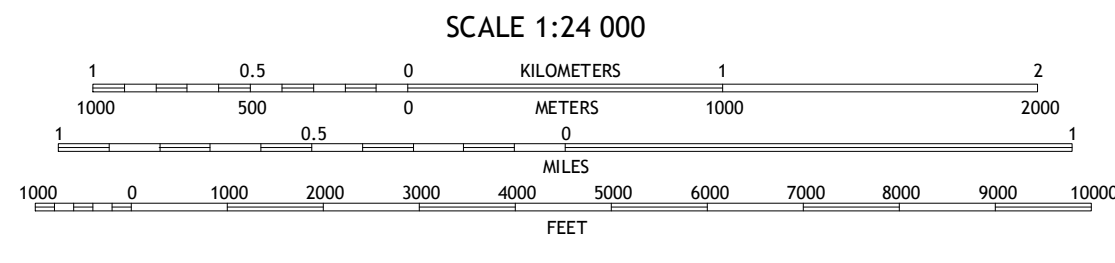 SCALE 1:24 000
1 0.5 0 KILOMETERS 1 2
1000 500 0 METERS 1000 2000
1 0.5 0 1
MILES
1000 0 1000 2000 3000 4000 5000 6000 7000 8000 9000 10000
FEET